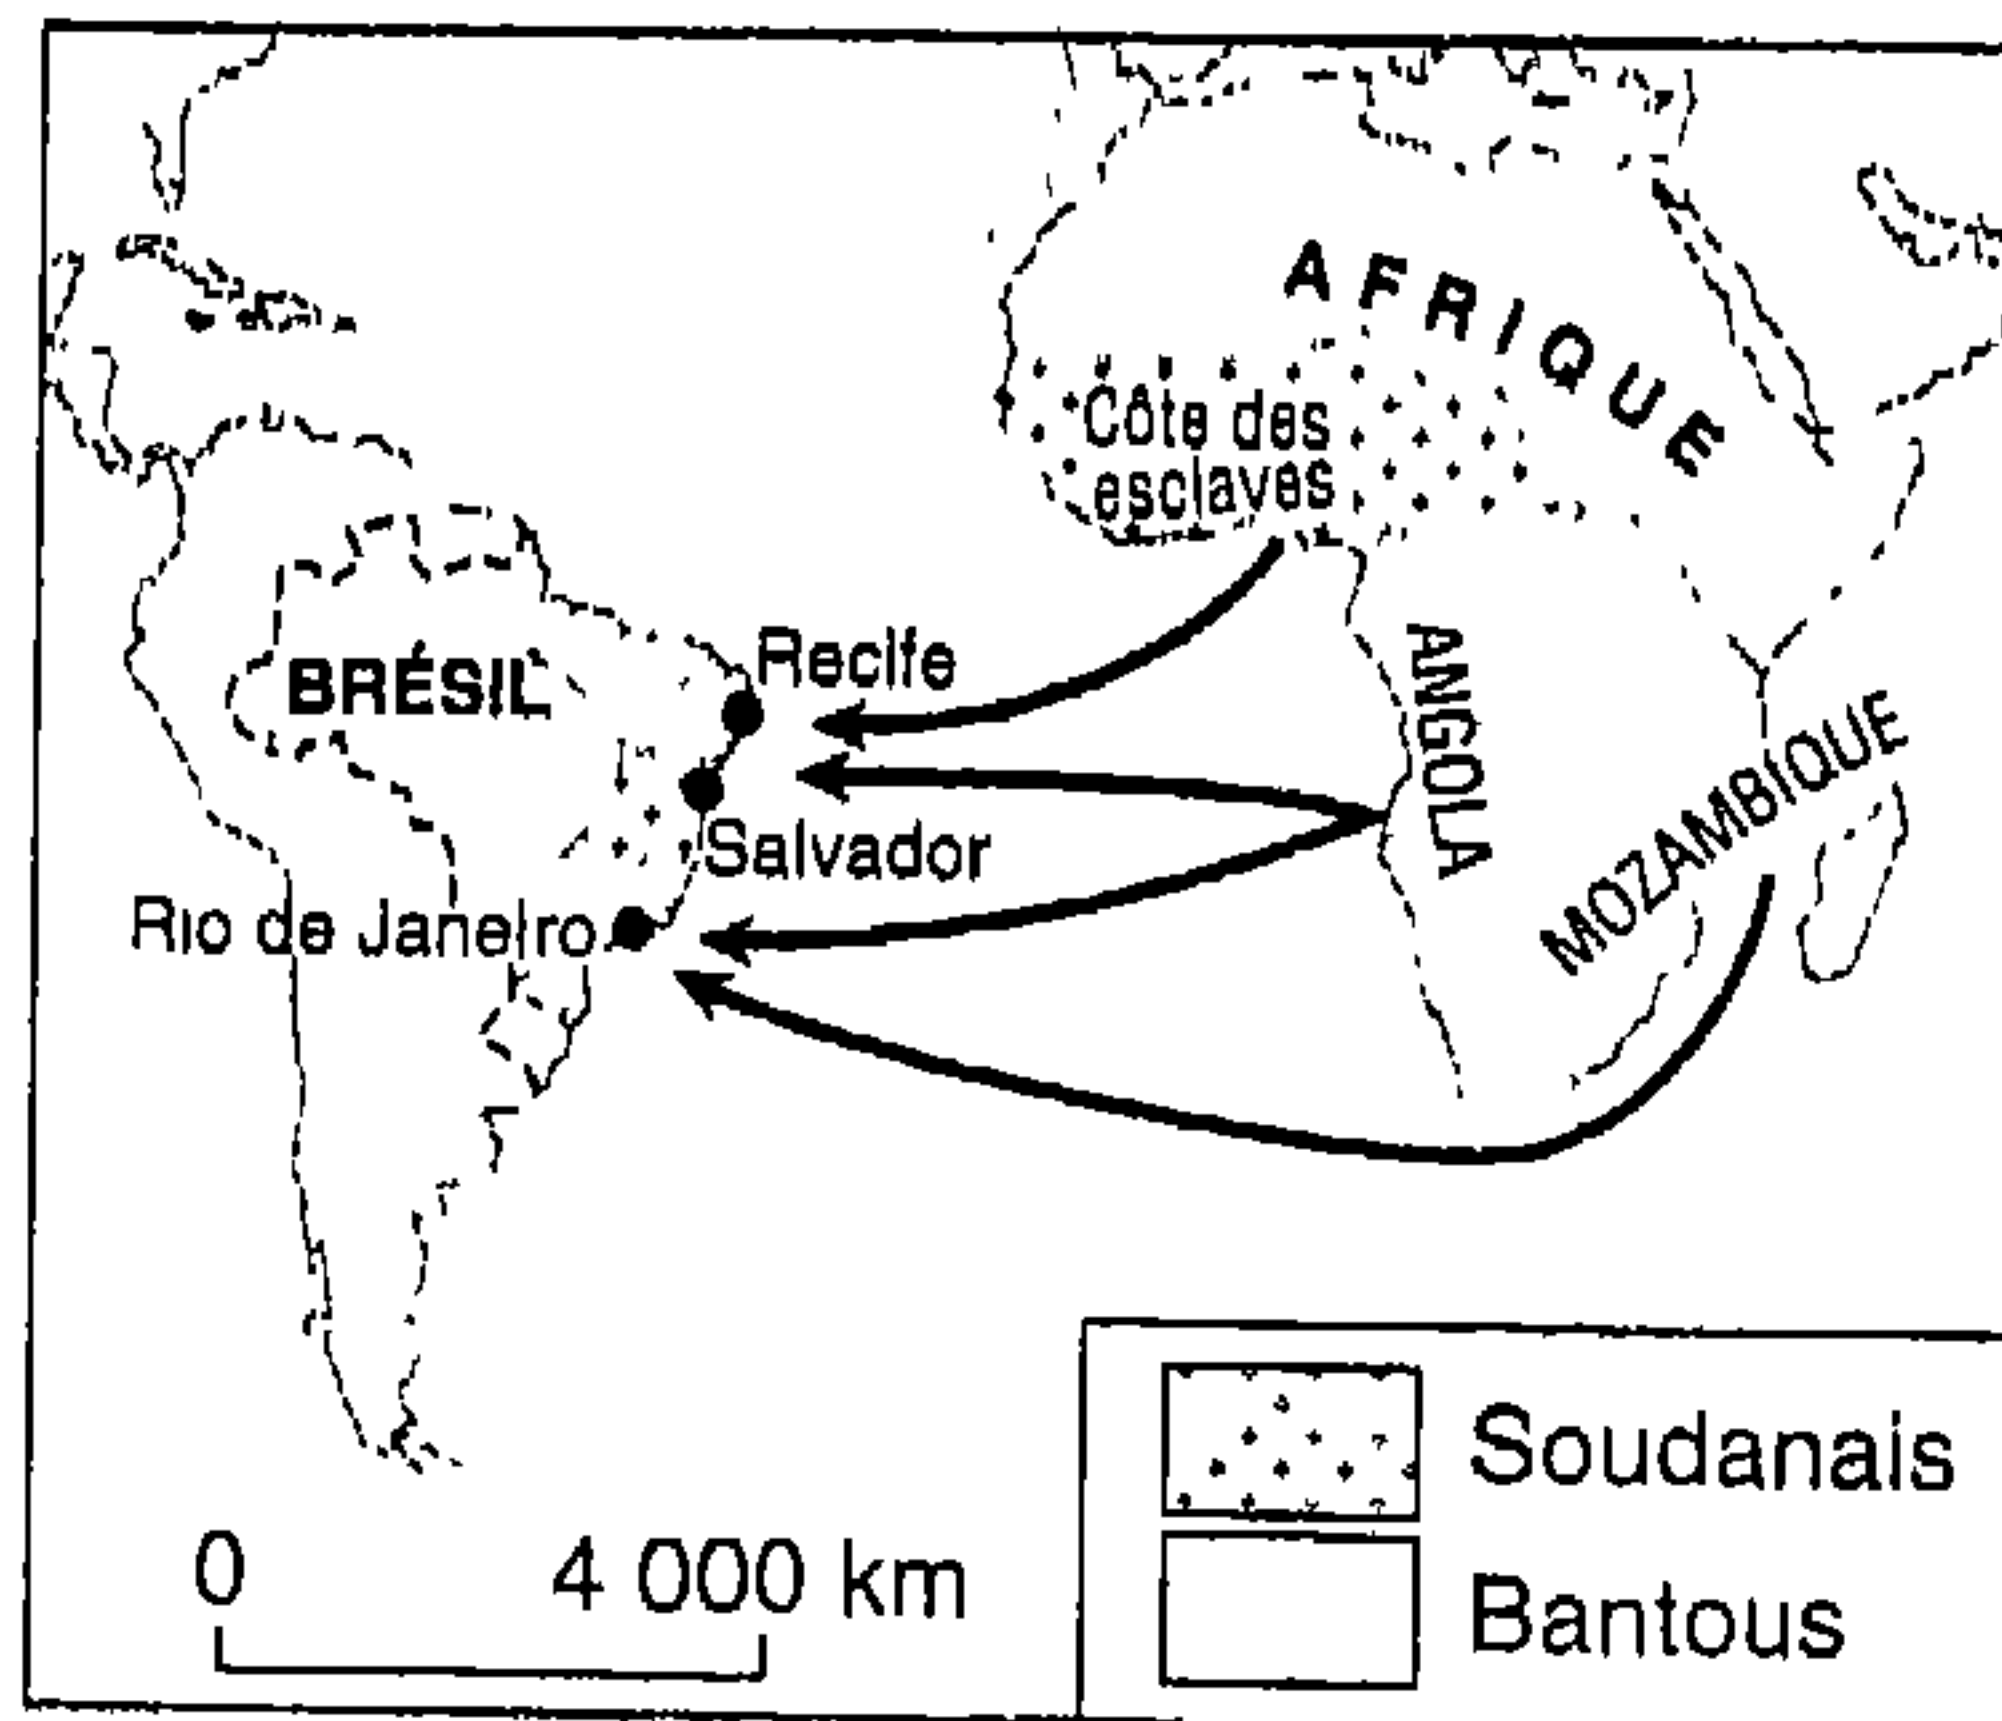 AFRIQUE
Côte des
esclaves
BRÉSIL
Recife
ANGOLA
MOZAMBIQUE
Salvador
Rio de Janeiro
Soudanais
0 4 000 km
Bantous